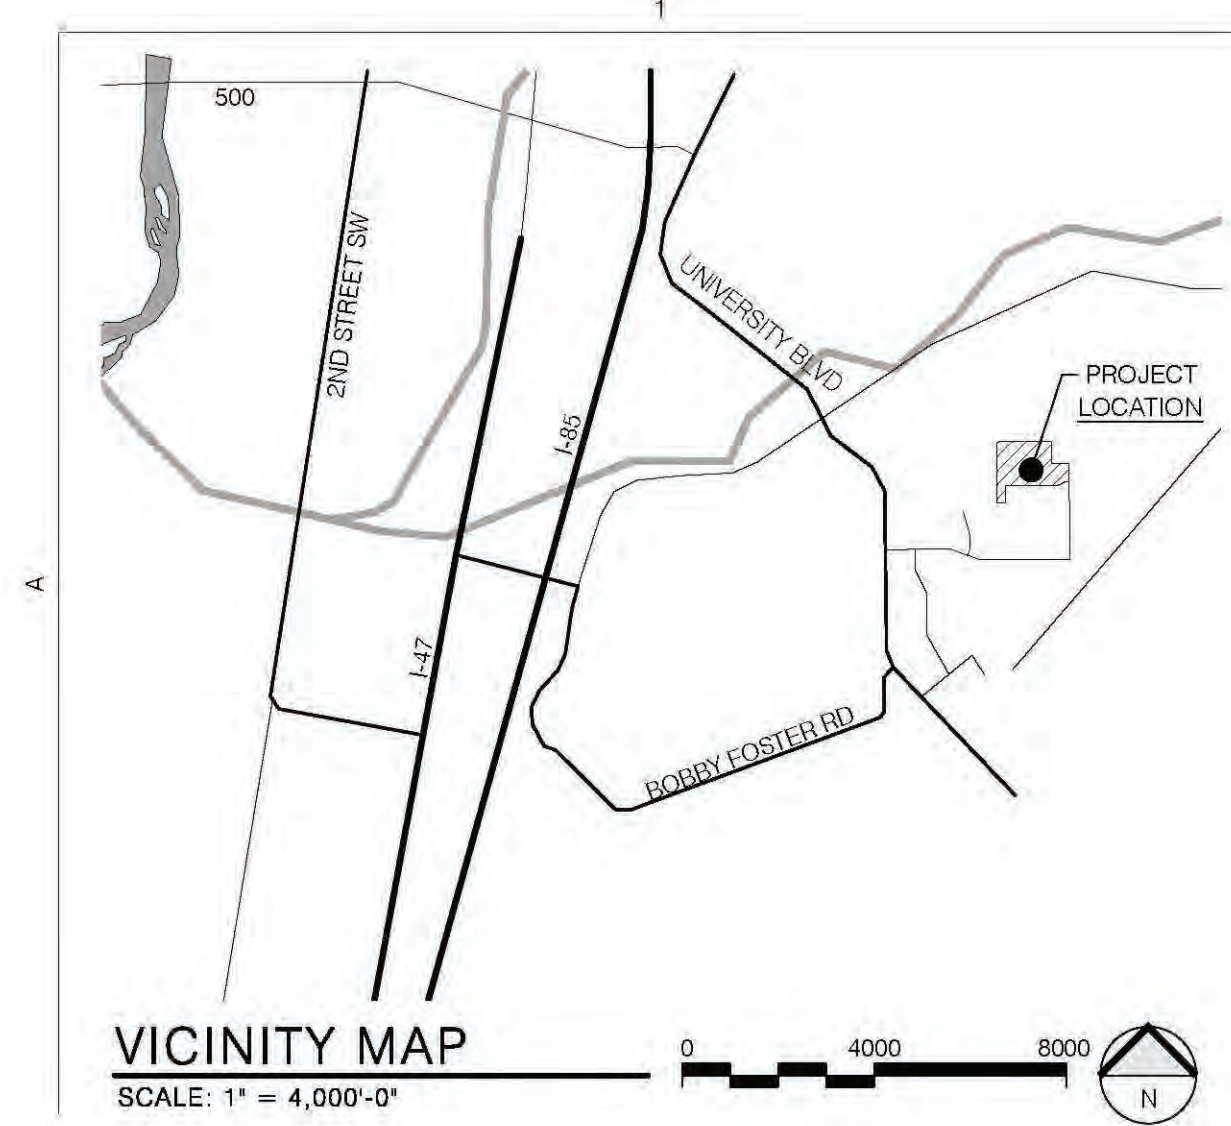 1
500
2ND STREET SW
UNIVERSITY BLVD
PROJECT
LOCATION
I-85
A
I-47
BOBBY FOSTER RD
VICINITY MAP
SCALE: 1" = 4,000'-0"
0 4000 8000
N